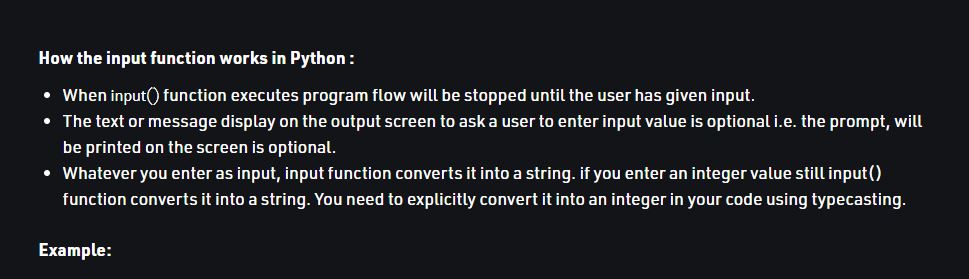 How the input function works in Python :
• When input() function executes program flow will be stopped until the user has given input.
• The text or message display on the output screen to ask a user to enter input value is optional i.e. the prompt, will
be printed on the screen is optional.
• Whatever you enter as input, input function converts it into a string. if you enter an integer value still input()
function converts it into a string. You need to explicitly convert it into an integer in your code using typecasting.
Example: